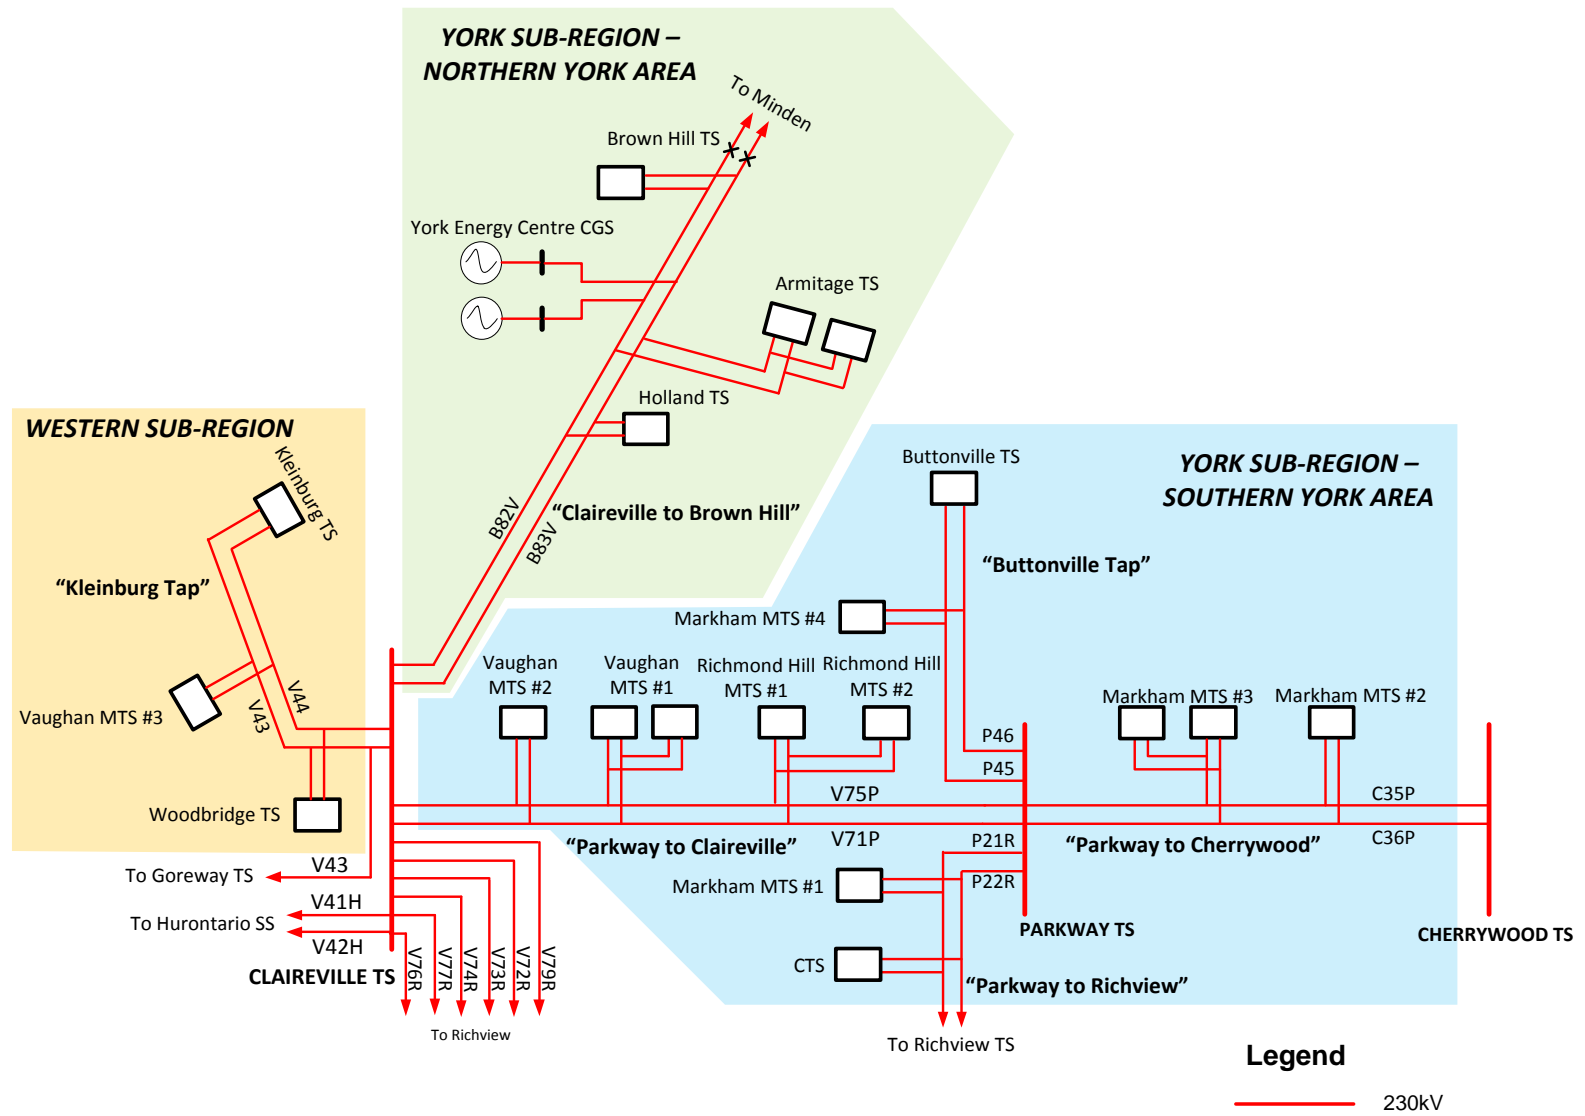 YORK SUB-REGION –
NORTHERN YORK AREA
To Minden
Brown Hill TS
York Energy Centre CGS
Armitage TS
Holland TS
B82V
B83V
“Claireville to Brown Hill”
WESTERN SUB-REGION
Kleinburg TS
“Kleinburg Tap”
Vaughan MTS #3
V44
V43
Woodbridge TS
YORK SUB-REGION –
SOUTHERN YORK AREA
Buttonville TS
“Buttonville Tap”
Markham MTS #4
Vaughan
MTS #2
Vaughan
MTS #1
Richmond Hill
MTS #1
Richmond Hill
MTS #2
Markham MTS #3
Markham MTS #2
P46
P45
V75P
C35P
V71P
C36P
“Parkway to Claireville”
“Parkway to Cherrywood”
P21R
P22R
Markham MTS #1
CTS
PARKWAY TS
CHERRYWOOD TS
“Parkway to Richview”
To Richview TS
To Goreway TS
V43
V41H
To Hurontario SS
V42H
CLAIREVILLE TS
V76R
V77R
V74R
V73R
V72R
V79R
To Richview
Legend
230kV